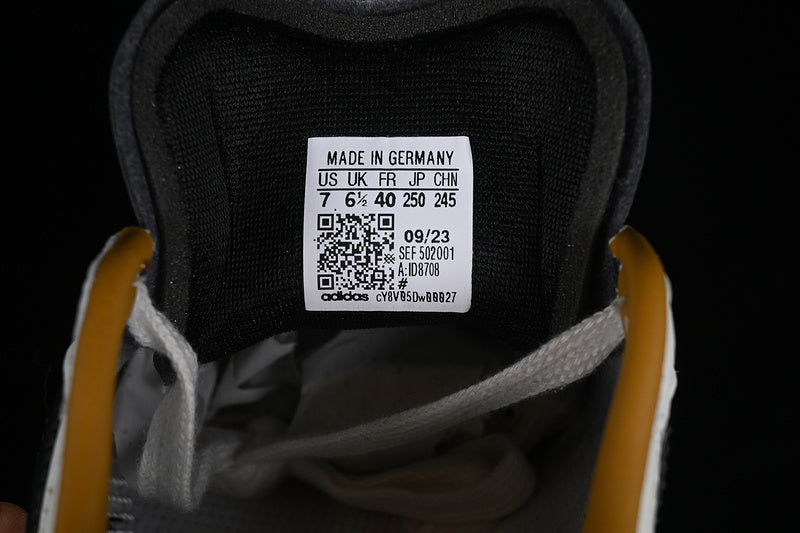 MADE IN GERMANY
US UK FR JP CHN
7 6½ 40 250 245
09/23
SEF 502001
A:ID8708
#
adidas cY8V05Dw00027